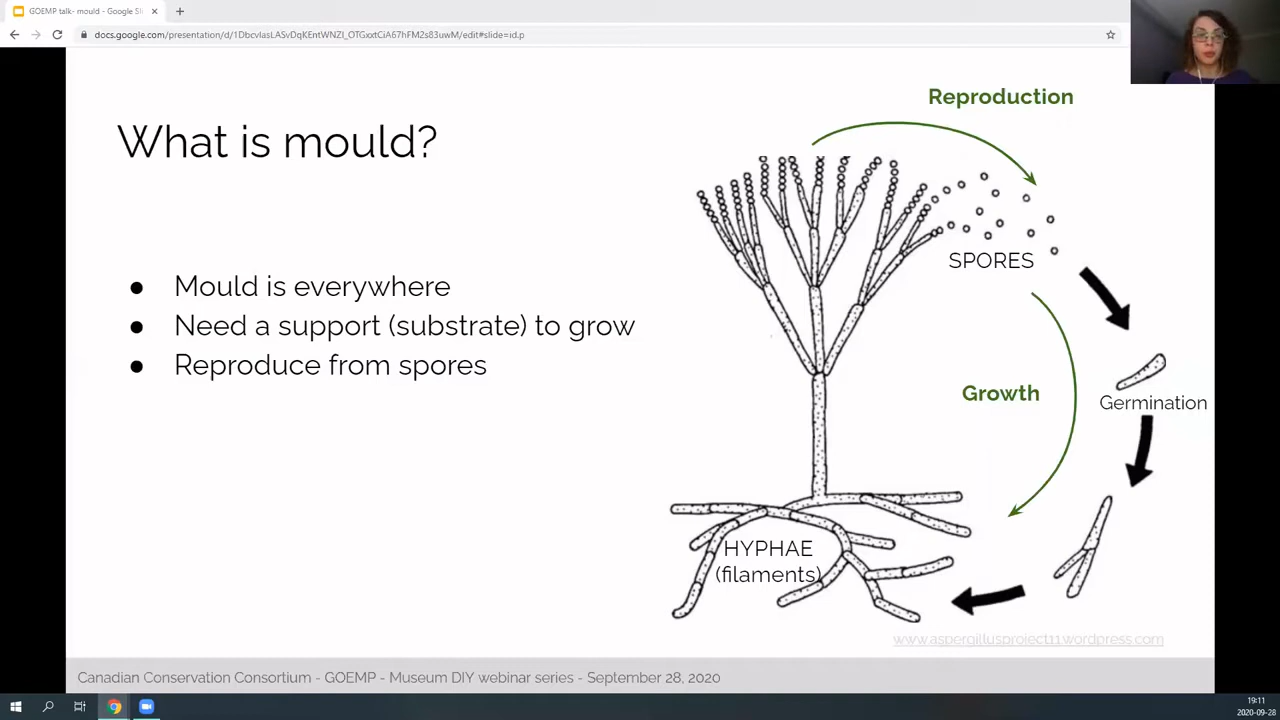 GOEMP talk- mould - Google Sli
docs.google.com/presentation/d/
/edit#slide=id.p
Reproduction
What is mould?
SPORES
● Mould is everywhere
● Need a support (substrate) to grow
● Reproduce from spores
Growth
Germination
HYPHAE
(filaments)
www.aspergillusproject11.wordpress.com
Canadian Conservation Consortium - GOEMP - Museum DIY webinar series - September 28, 2020
19:11
2020-09-28